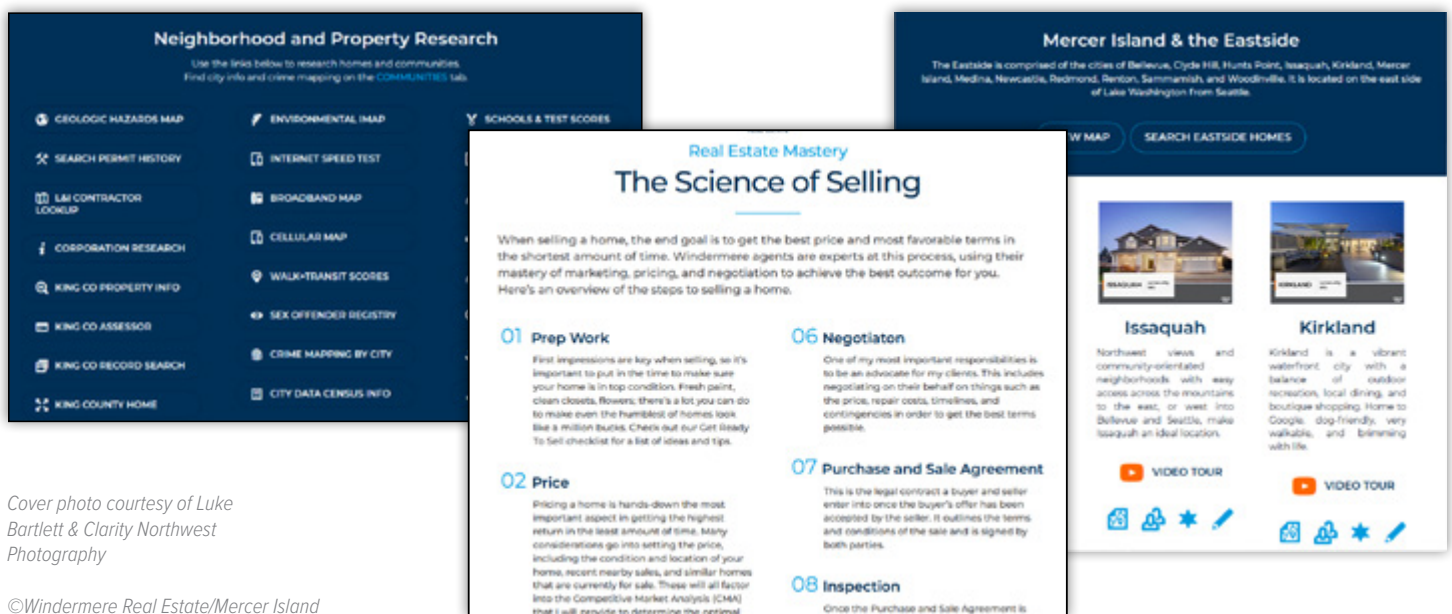 Neighborhood and Property Research
Use the links below to research homes and communities.
Find city info and crime mapping on the COMMUNITIES tab.
GEOLOGIC HAZARDS MAP
SEARCH PERMIT HISTORY
L&I CONTRACTOR
LOOKUP
CORPORATION RESEARCH
KING CO PROPERTY INFO
KING CO ASSESSOR
KING CO RECORD SEARCH
KING COUNTY HOME
ENVIRONMENTAL IMAP
INTERNET SPEED TEST
BROADBAND MAP
CELLULAR MAP
WALK+TRANSIT SCORES
SEX OFFENDER REGISTRY
CRIME MAPPING BY CITY
CITY DATA CENSUS INFO
SCHOOLS & TEST SCORES
Real Estate Mastery
The Science of Selling
When selling a home, the end goal is to get the best price and most favorable terms in
the shortest amount of time. Windermere agents are experts at this process, using their
mastery of marketing, pricing, and negotiation to achieve the best outcome for you.
Here's an overview of the steps to selling a home.
01 Prep Work
First impressions are key when selling, so it's
important to put in the time to make sure
your home is in top condition. Fresh paint,
clean closets, flowers: there's a lot you can do
to make even the humblest of homes look
like a million bucks. Check out our Get Ready
To Sell checklist for a list of ideas and tips.
02 Price
Pricing a home is hands-down the most
important aspect in getting the highest
return in the least amount of time. Many
considerations go into setting the price,
including the condition and location of your
home, recent nearby sales, and similar homes
that are currently for sale. These will all factor
into the Competitive Market Analysis (CMA)
that I will provide to determine the optimal
06 Negotiaton
One of my most important responsibilities is
to be an advocate for my clients. This includes
negotiating on their behalf on things such as
the price, repair costs, timelines, and
contingencies in order to get the best terms
possible.
07 Purchase and Sale Agreement
This is the legal contract a buyer and seller
enter into once the buyer's offer has been
accepted by the seller. It outlines the terms
and conditions of the sale and is signed by
both parties.
08 Inspection
Once the Purchase and Sale Agreement is
Mercer Island & the Eastside
The Eastside is comprised of the cities of Bellevue, Clyde Hill, Hunts Point, Issaquah, Kirkland, Mercer
Island, Medina, Newcastle, Redmond, Renton, Sammamish, and Woodinville. It is located on the east side
of Lake Washington from Seattle.
W MAP
SEARCH EASTSIDE HOMES
ISSAQUAH
KIRKLAND
Issaquah
Northwest views and
community-orientated
neighborhoods with easy
access across the mountains
to the east, or west into
Bellevue and Seattle, make
Issaquah an ideal location.
VIDEO TOUR
Kirkland
Kirkland is a vibrant
waterfront city with a
balance of outdoor
recreation, local dining, and
boutique shopping. Home to
Google, dog-friendly, very
walkable, and brimming
with life.
VIDEO TOUR
Cover photo courtesy of Luke
Bartlett & Clarity Northwest
Photography
©Windermere Real Estate/Mercer Island